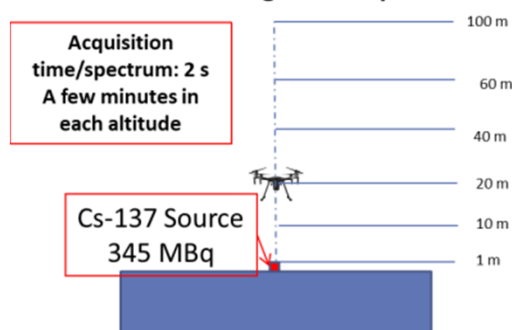 100 m
Acquisition
time/spectrum: 2 s
A few minutes in
each altitude
60 m
40 m
20 m
Cs-137 Source
345 MBq
10 m
1 m